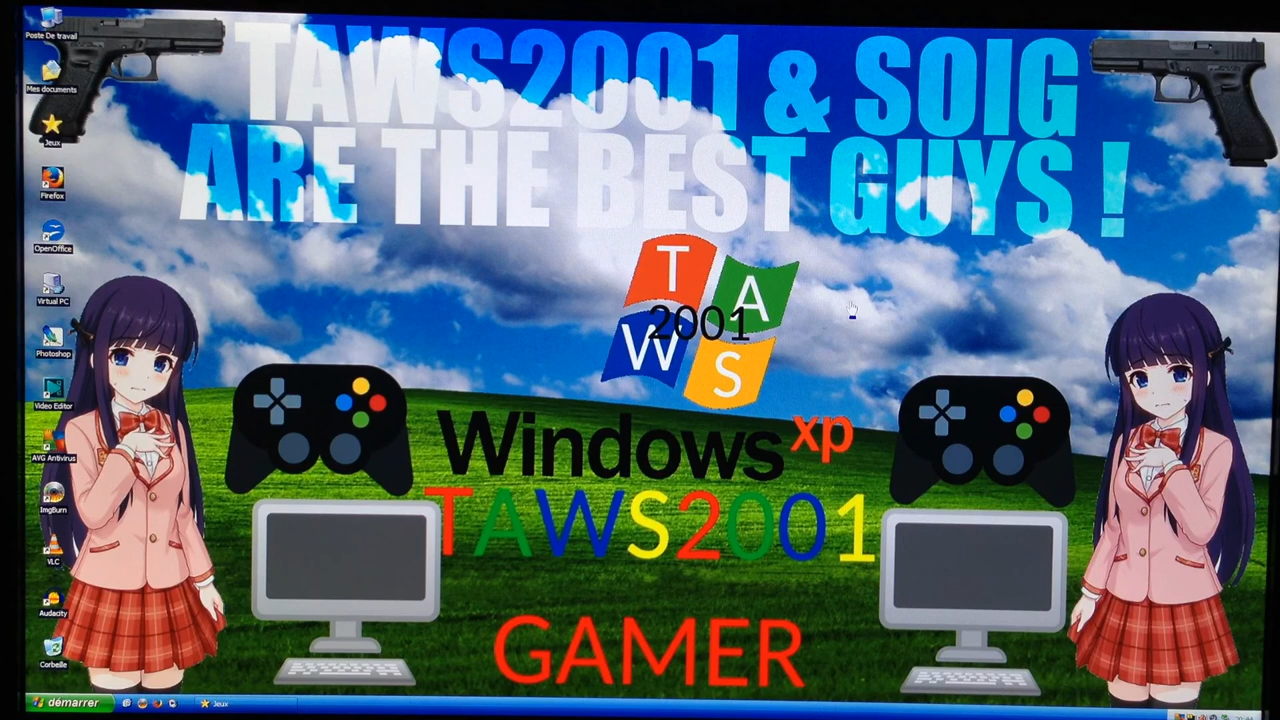 TAWS2001 & SOIG
ARE THE BEST GUYS !
Poste De travail
Mes documents
Jeux
Firefox
OpenOffice
Virtual PC
Photoshop
Video Editor
AVG Antivirus
ImgBurn
VLC
Audacity
Corbeille
T A
2001
W S
Windows xp
TAWS2001
GAMER
démarrer
Jeux